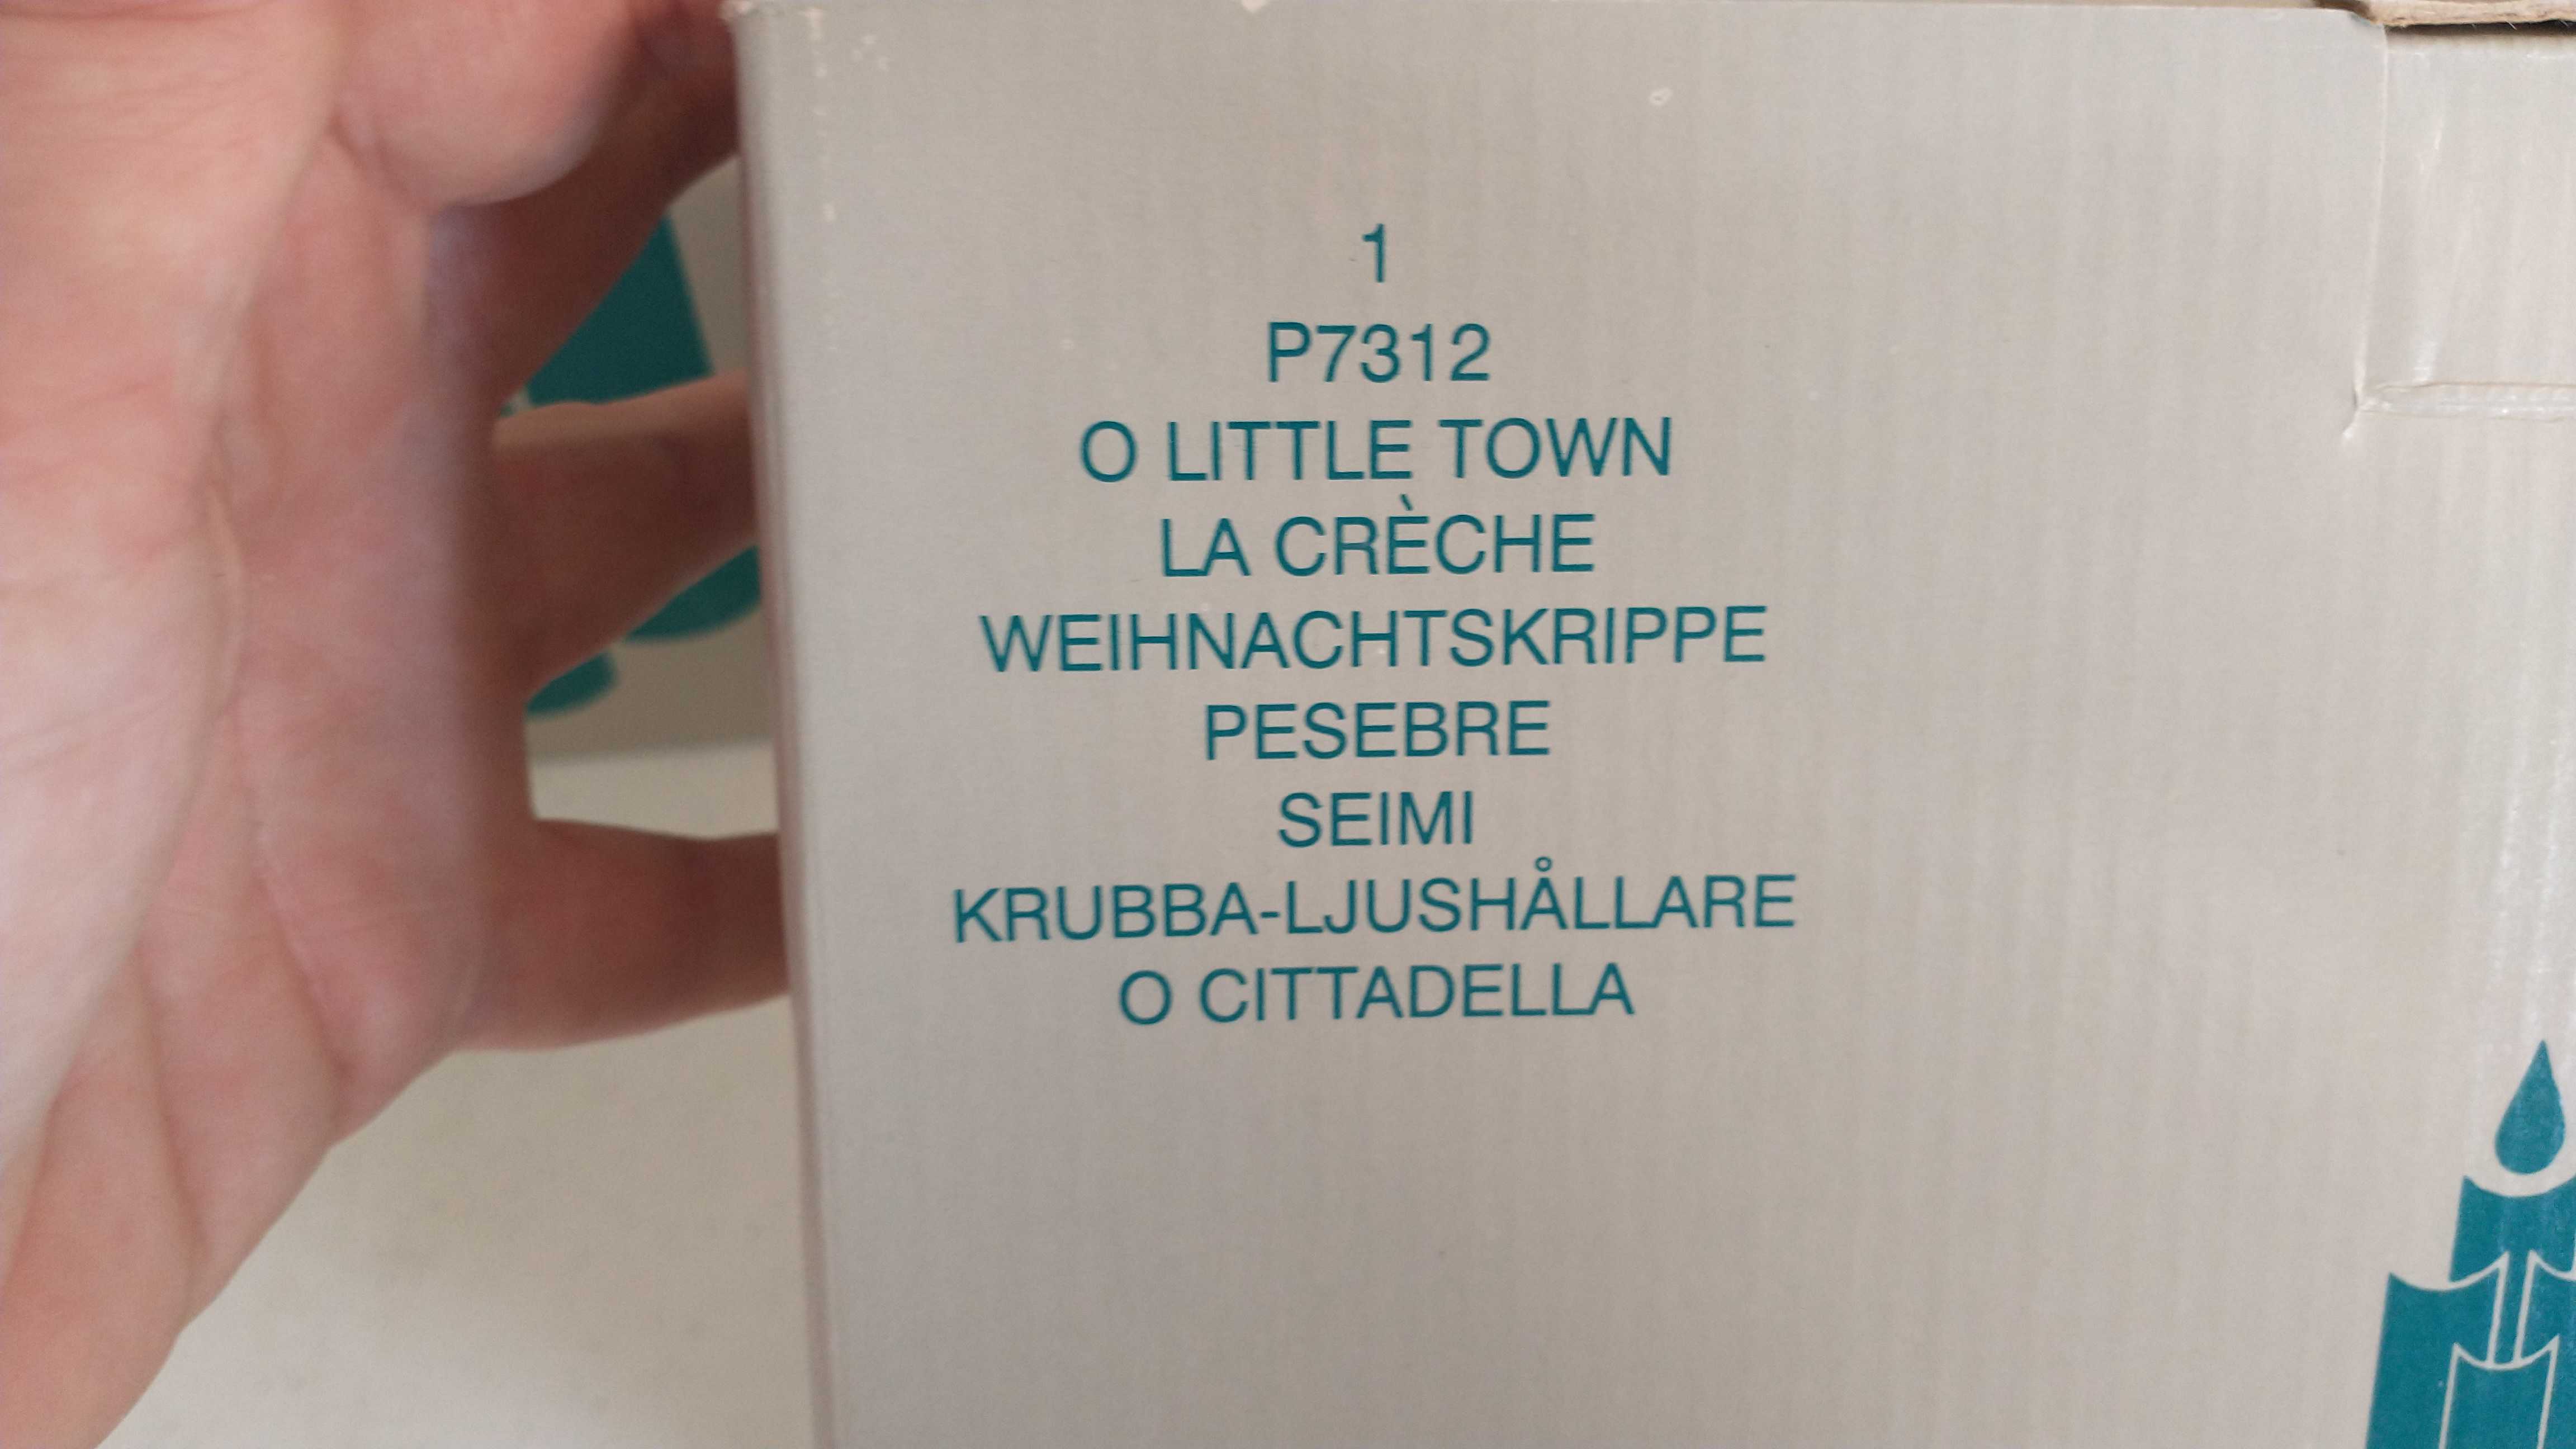 1
P7312
O LITTLE TOWN
LA CRÈCHE
WEIHNACHTSKRIPPE
PESEBRE
SEIMI
KRUBBA-LJUSHÅLLARE
O CITTADELLA